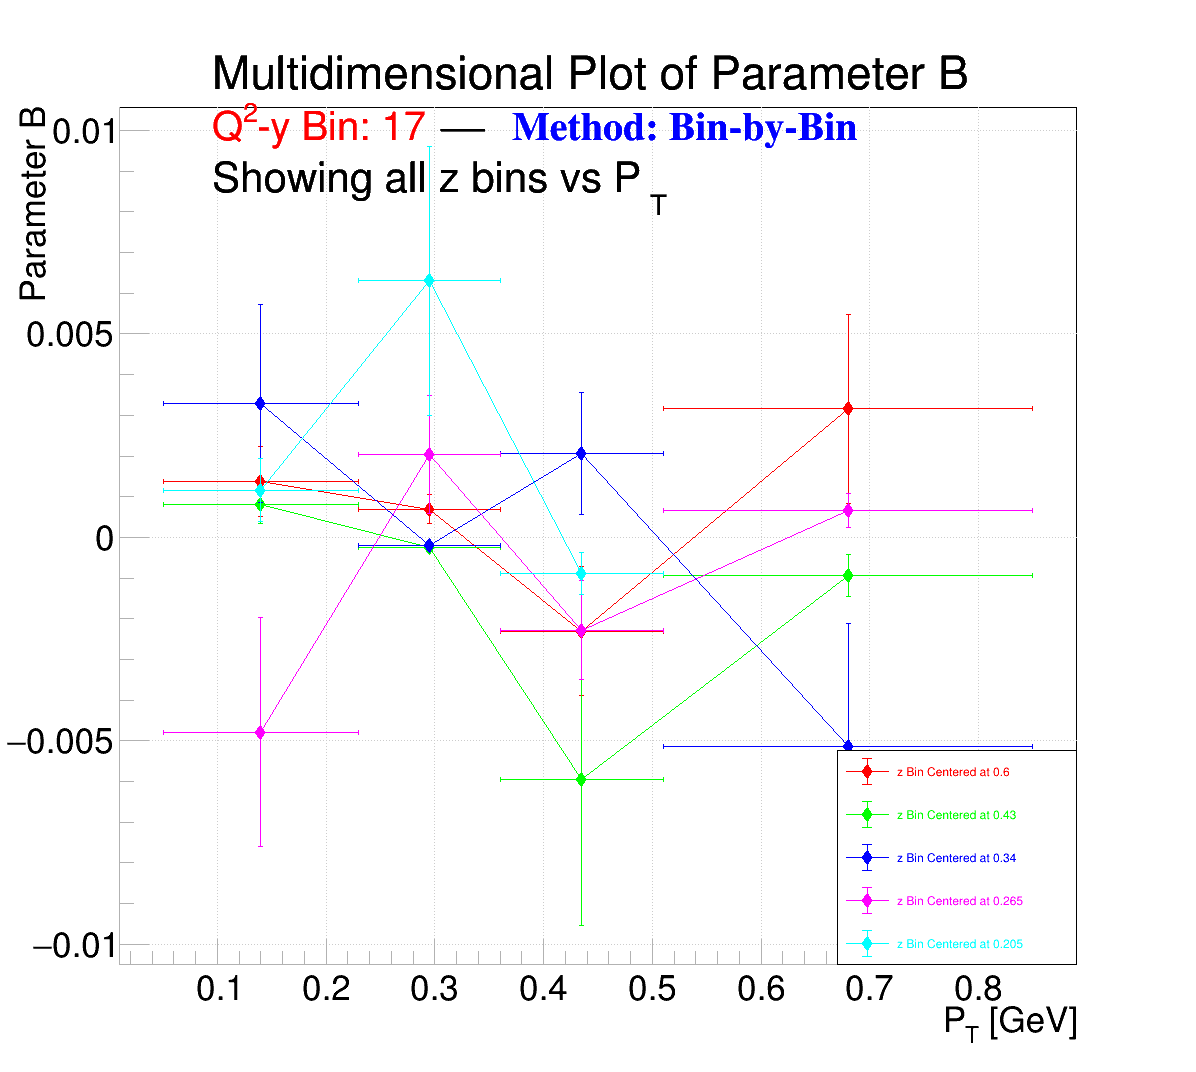 Multidimensional Plot of Parameter B
Q2-y Bin: 17 — Method: Bin-by-Bin
Showing all z bins vs PT
Parameter B
0.01
0.005
0
−0.005
−0.01
0.1 0.2 0.3 0.4 0.5 0.6 0.7 0.8
PT [GeV]
z Bin Centered at 0.6
z Bin Centered at 0.43
z Bin Centered at 0.34
z Bin Centered at 0.265
z Bin Centered at 0.205